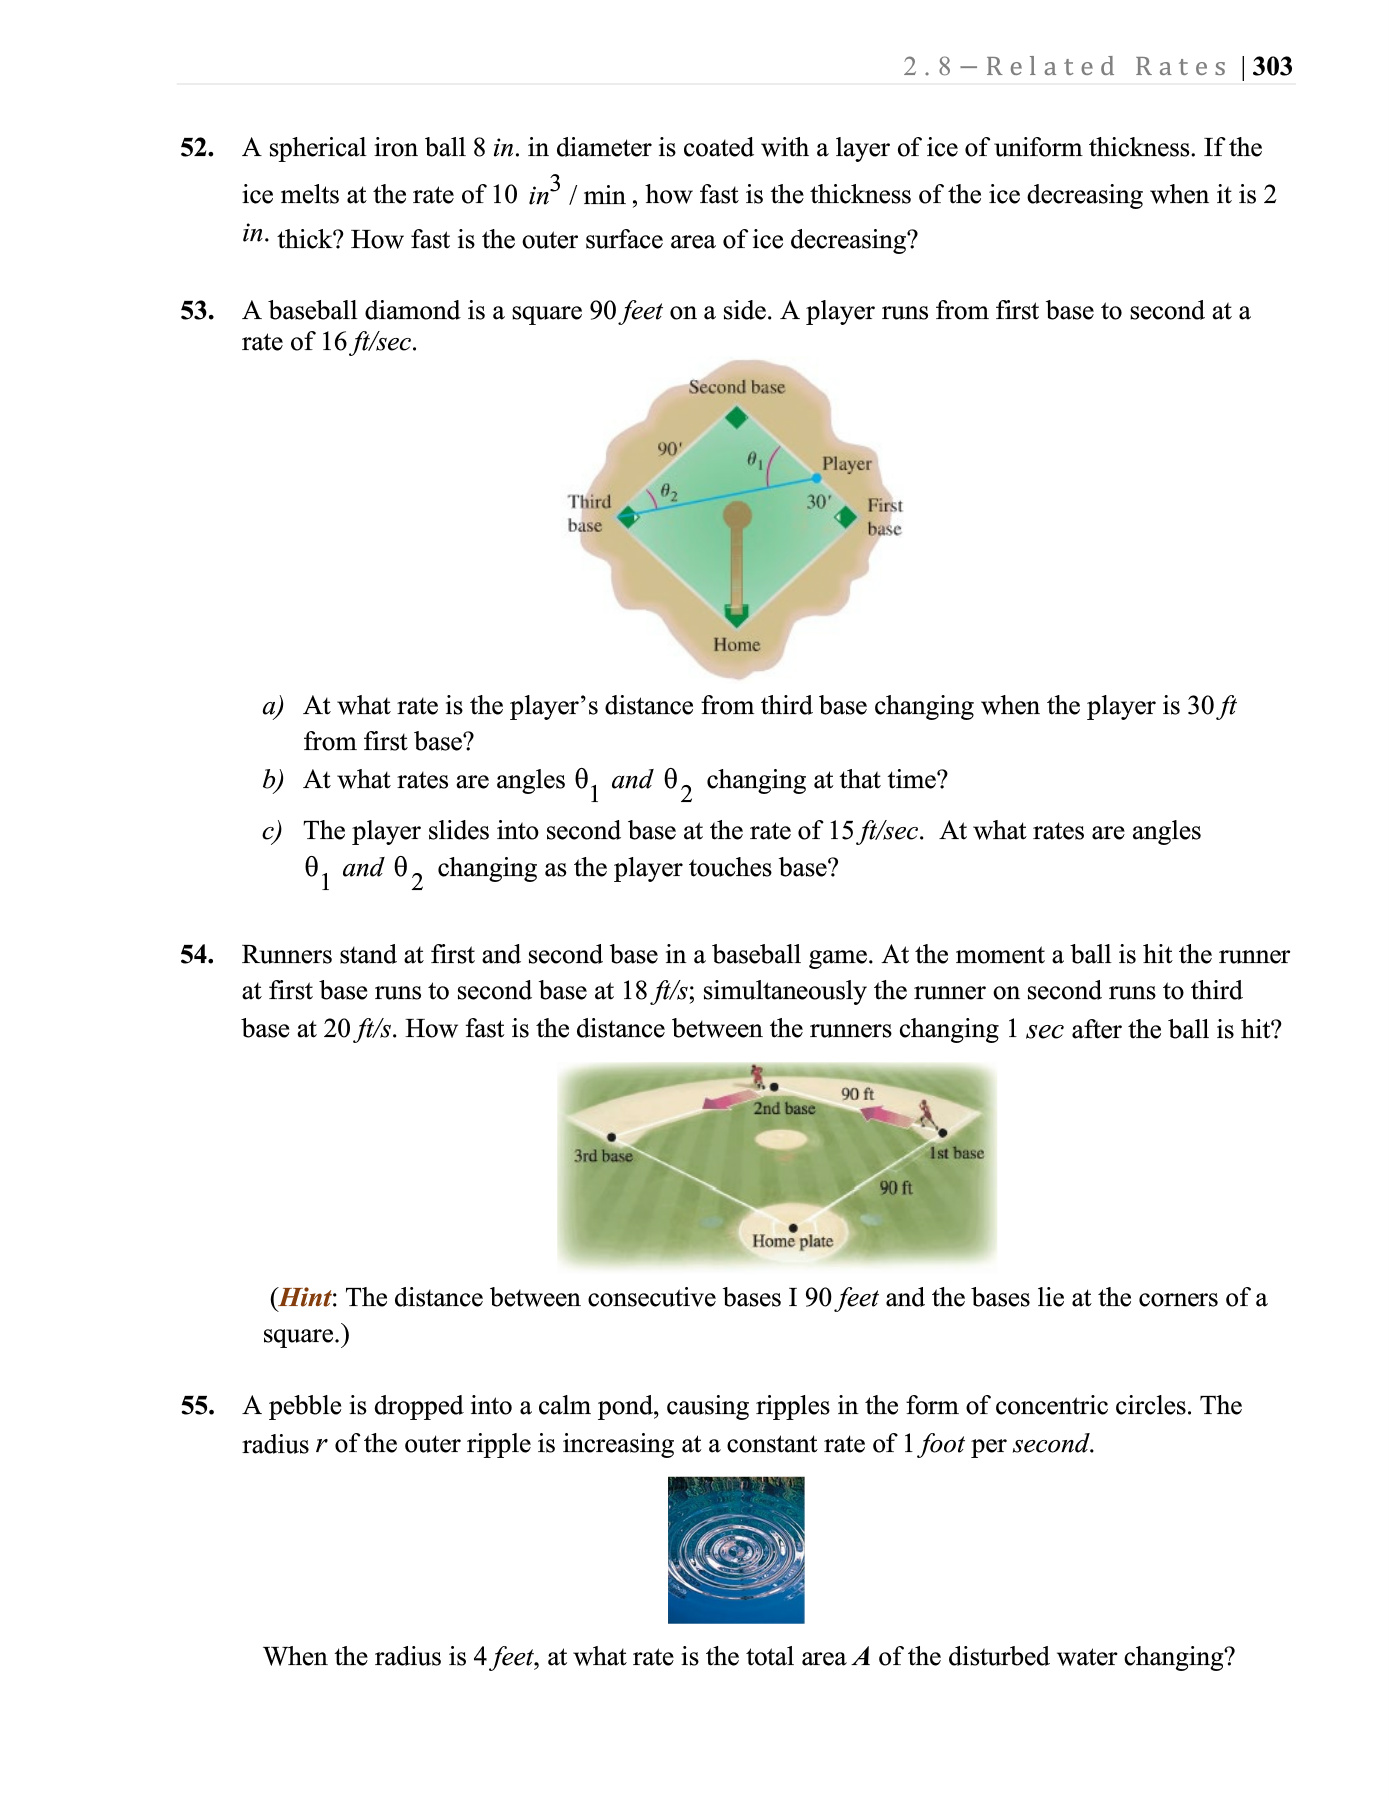 2.8 – Related Rates | 303
52. A spherical iron ball 8 in. in diameter is coated with a layer of ice of uniform thickness. If the
ice melts at the rate of 10 in³ / min , how fast is the thickness of the ice decreasing when it is 2
in. thick? How fast is the outer surface area of ice decreasing?
53. A baseball diamond is a square 90 feet on a side. A player runs from first base to second at a
rate of 16 ft/sec.
Second base
90'
θ₁
Player
θ₂
Third
base
30'
First
base
Home
a) At what rate is the player’s distance from third base changing when the player is 30 ft
from first base?
b) At what rates are angles θ₁ and θ₂ changing at that time?
c) The player slides into second base at the rate of 15 ft/sec. At what rates are angles
θ₁ and θ₂ changing as the player touches base?
54. Runners stand at first and second base in a baseball game. At the moment a ball is hit the runner
at first base runs to second base at 18 ft/s; simultaneously the runner on second runs to third
base at 20 ft/s. How fast is the distance between the runners changing 1 sec after the ball is hit?
90 ft
2nd base
3rd base
1st base
90 ft
Home plate
(Hint: The distance between consecutive bases I 90 feet and the bases lie at the corners of a
square.)
55. A pebble is dropped into a calm pond, causing ripples in the form of concentric circles. The
radius r of the outer ripple is increasing at a constant rate of 1 foot per second.
When the radius is 4 feet, at what rate is the total area A of the disturbed water changing?